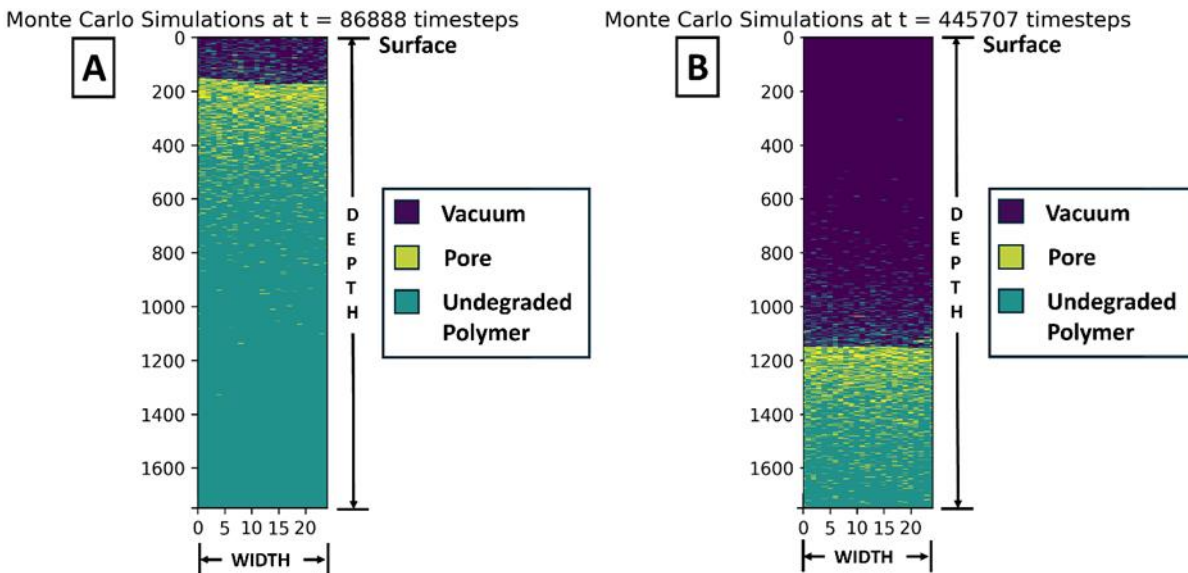 Monte Carlo Simulations at t = 86888 timesteps
A
Surface
0
200
400
600
800
1000
1200
1400
1600
0 5 10 15 20
WIDTH
DEPTH
Vacuum
Pore
Undegraded
Polymer
Monte Carlo Simulations at t = 445707 timesteps
B
Surface
0
200
400
600
800
1000
1200
1400
1600
0 5 10 15 20
WIDTH
DEPTH
Vacuum
Pore
Undegraded
Polymer